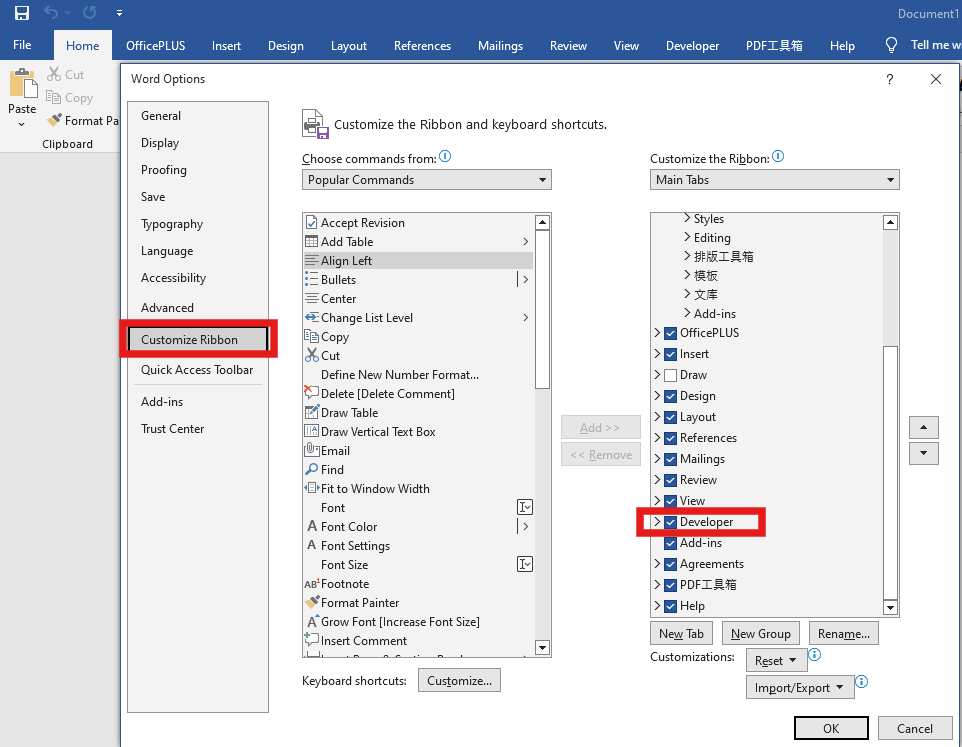 Document1
File Home OfficePLUS Insert Design Layout References Mailings Review View Developer PDF工具箱 Help Tell me w
Paste
Cut
Copy
Format Pa
Clipboard
Word Options ?
General
Display
Proofing
Save
Typography
Language
Accessibility
Advanced
Customize Ribbon
Quick Access Toolbar
Add-ins
Trust Center
Customize the Ribbon and keyboard shortcuts.
Choose commands from:
Popular Commands
Accept Revision
Add Table
Align Left
Bullets
Center
Change List Level
Copy
Cut
Define New Number Format...
Delete [Delete Comment]
Draw Table
Draw Vertical Text Box
Email
Find
Fit to Window Width
Font
Font Color
Font Settings
Font Size
Footnote
Format Painter
Grow Font [Increase Font Size]
Insert Comment
Keyboard shortcuts: Customize...
Add >>
<< Remove
Customize the Ribbon:
Main Tabs
Styles
Editing
排版工具箱
模板
文库
Add-ins
OfficePLUS
Insert
Draw
Design
Layout
References
Mailings
Review
View
Developer
Add-ins
Agreements
PDF工具箱
Help
New Tab New Group Rename...
Customizations: Reset
Import/Export
OK Cancel